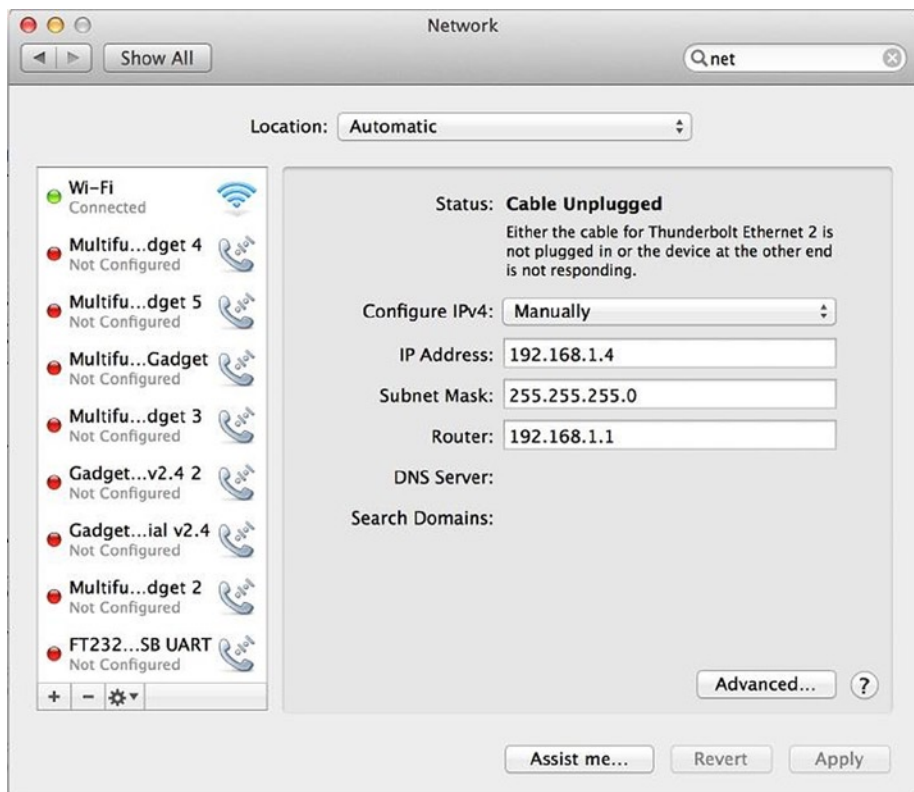 Network
Show All
net
Location: Automatic
Wi-Fi
Connected
Multifu...dget 4
Not Configured
Multifu...dget 5
Not Configured
Multifu...Gadget
Not Configured
Multifu...dget 3
Not Configured
Gadget...v2.4 2
Not Configured
Gadget...ial v2.4
Not Configured
Multifu...dget 2
Not Configured
FT232...SB UART
Not Configured
Status: Cable Unplugged
Either the cable for Thunderbolt Ethernet 2 is
not plugged in or the device at the other end
is not responding.
Configure IPv4: Manually
IP Address: 192.168.1.4
Subnet Mask: 255.255.255.0
Router: 192.168.1.1
DNS Server:
Search Domains:
Advanced... ?
Assist me... Revert Apply